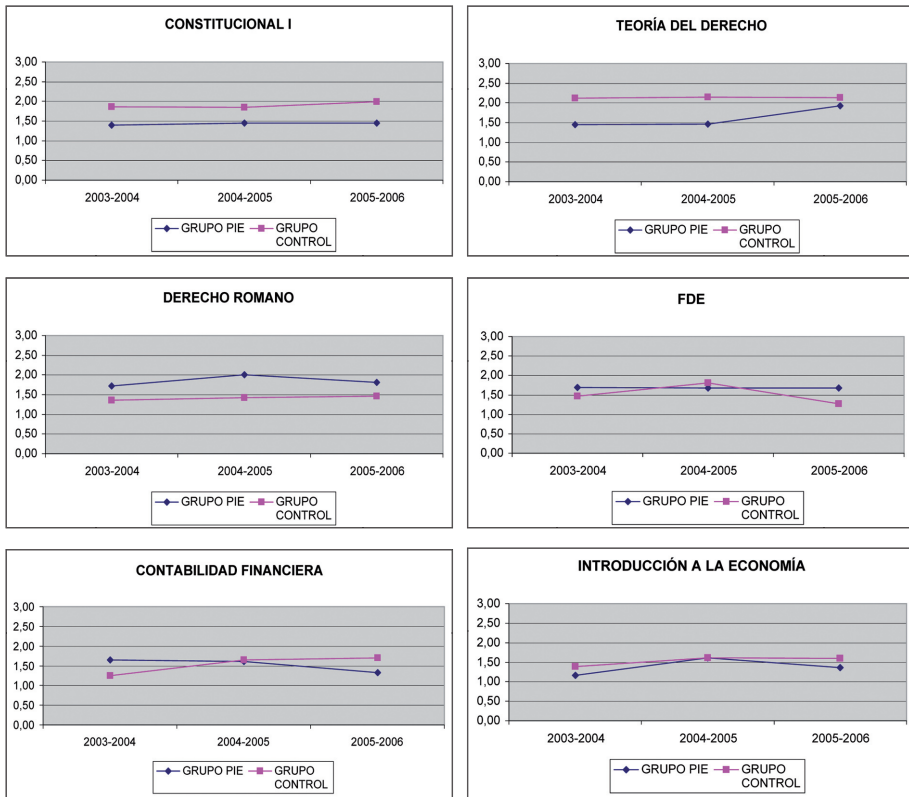 CONSTITUCIONAL I
3,00
2,50
2,00
1,50
1,00
0,50
0,00
2003-2004 2004-2005 2005-2006
GRUPO PIE GRUPO
CONTROL
TEORÍA DEL DERECHO
3,00
2,50
2,00
1,50
1,00
0,50
0,00
2003-2004 2004-2005 2005-2006
GRUPO PIE GRUPO
CONTROL
DERECHO ROMANO
3,00
2,50
2,00
1,50
1,00
0,50
0,00
2003-2004 2004-2005 2005-2006
GRUPO PIE GRUPO
CONTROL
FDE
3,00
2,50
2,00
1,50
1,00
0,50
0,00
2003-2004 2004-2005 2005-2006
GRUPO PIE GRUPO
CONTROL
CONTABILIDAD FINANCIERA
3,00
2,50
2,00
1,50
1,00
0,50
0,00
2003-2004 2004-2005 2005-2006
GRUPO PIE GRUPO
CONTROL
INTRODUCCIÓN A LA ECONOMÍA
3,00
2,50
2,00
1,50
1,00
0,50
0,00
2003-2004 2004-2005 2005-2006
GRUPO PIE GRUPO
CONTROL